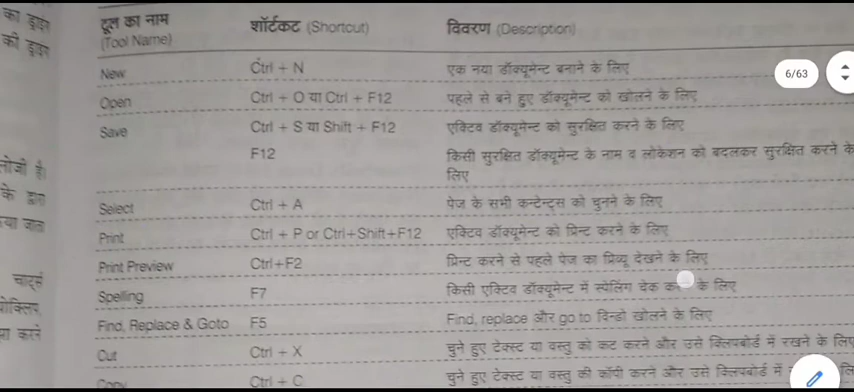 का ड्राइंग
की ड्राइंग
टूल का नाम शॉर्टकट (Shortcut) विवरण (Description)
(Tool Name)
New Ctrl + N एक नया डॉक्यूमेन्ट बनाने के लिए
6/63
Open Ctrl + O या Ctrl + F12 पहले से बने हुए डॉक्यूमेन्ट को खोलने के लिए
Save Ctrl + S या Shift + F12 एक्टिव डॉक्यूमेन्ट को सुरक्षित करने के लिए
F12 किसी सुरक्षित डॉक्यूमेन्ट के नाम व लोकेशन को बदलकर सुरक्षित करने के
लिए
के द्वारा
Select Ctrl + A पेज के सभी कन्टेन्ट्स को चुनने के लिए
जाता
Print Ctrl + P or Ctrl+Shift+F12 एक्टिव डॉक्यूमेन्ट को प्रिन्ट करने के लिए
Print Preview Ctrl+F2 प्रिन्ट करने से पहले पेज का प्रिव्यू देखने के लिए
चार्ट्स
Spelling F7 किसी एक्टिव डॉक्यूमेन्ट में स्पेलिंग चेक के लिए
Find, Replace & Goto F5 Find, replace और go to विन्डो खोलने के लिए
करने
Cut Ctrl + X चुने हुए टेक्स्ट या वस्तु को कट करने और उसे क्लिपबोर्ड में रखने के लिए
Copy Ctrl + C चुने हुए टेक्स्ट या वस्तु की कॉपी करने और उसे क्लिपबोर्ड में